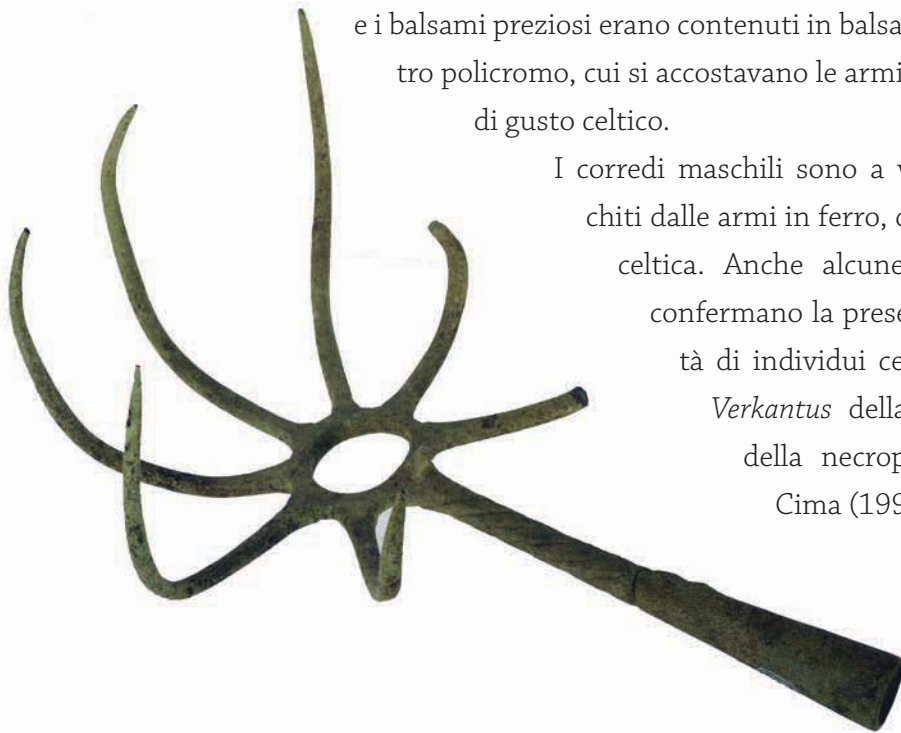 e i balsami preziosi erano contenuti in balsa
tro policromo, cui si accostavano le armi
di gusto celtico.
I corredi maschili sono a v
chiti dalle armi in ferro,
celtica. Anche alcune
confermano la prese
tà di individui ce
Verkantus della
della necrop
Cima (199